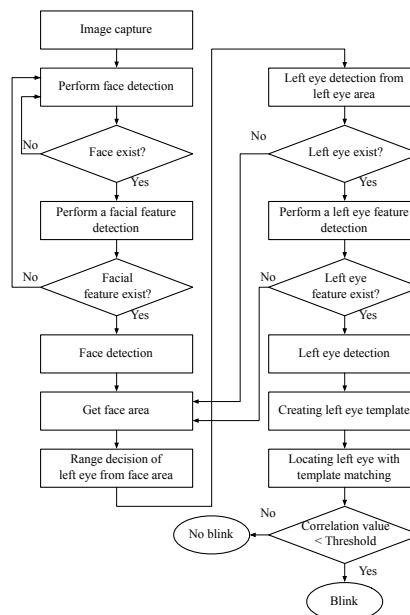 Image capture
Perform face detection
No
Face exist?
Yes
Perform a facial feature
detection
No
Facial
feature exist?
Yes
Face detection
Get face area
Range decision of
left eye from face area
Left eye detection from
left eye area
No
Left eye exist?
Yes
Perform a left eye feature
detection
No
Left eye
feature exist?
Yes
Left eye detection
Creating left eye template
Locating left eye with
template matching
No
Correlation value
< Threshold
No blink
Yes
Blink